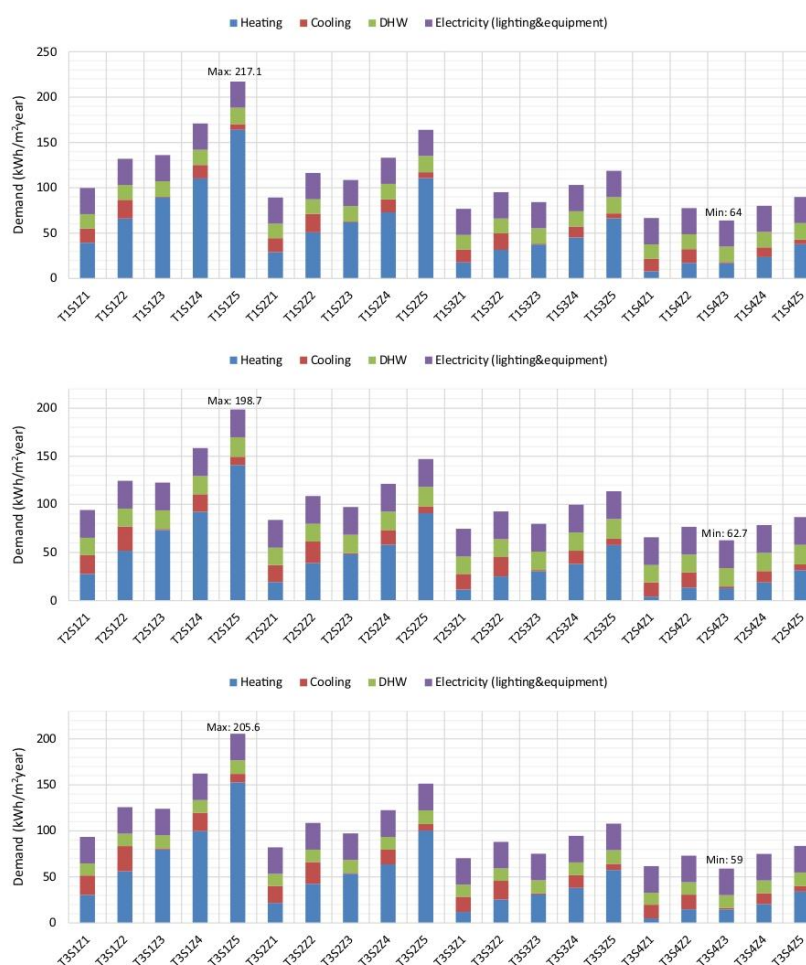 Heating Cooling DHW Electricity (lighting&equipment)
250
Max: 217.1
200
150
100
Min: 64
50
0
Demand (kWh/m²year)
T1S1Z1 T1S1Z2 T1S1Z3 T1S1Z4 T1S1Z5 T1S2Z1 T1S2Z2 T1S2Z3 T1S2Z4 T1S2Z5 T1S3Z1 T1S3Z2 T1S3Z3 T1S3Z4 T1S3Z5 T1S4Z1 T1S4Z2 T1S4Z3 T1S4Z4 T1S4Z5
Heating Cooling DHW Electricity (lighting&equipment)
Max: 198.7
200
150
100
Min: 62.7
50
0
Demand (kWh/m²year)
T2S1Z1 T2S1Z2 T2S1Z3 T2S1Z4 T2S1Z5 T2S2Z1 T2S2Z2 T2S2Z3 T2S2Z4 T2S2Z5 T2S3Z1 T2S3Z2 T2S3Z3 T2S3Z4 T2S3Z5 T2S4Z1 T2S4Z2 T2S4Z3 T2S4Z4 T2S4Z5
Heating Cooling DHW Electricity (lighting&equipment)
Max: 205.6
200
150
100
Min: 59
50
0
Demand (kWh/m²year)
T3S1Z1 T3S1Z2 T3S1Z3 T3S1Z4 T3S1Z5 T3S2Z1 T3S2Z2 T3S2Z3 T3S2Z4 T3S2Z5 T3S3Z1 T3S3Z2 T3S3Z3 T3S3Z4 T3S3Z5 T3S4Z1 T3S4Z2 T3S4Z3 T3S4Z4 T3S4Z5